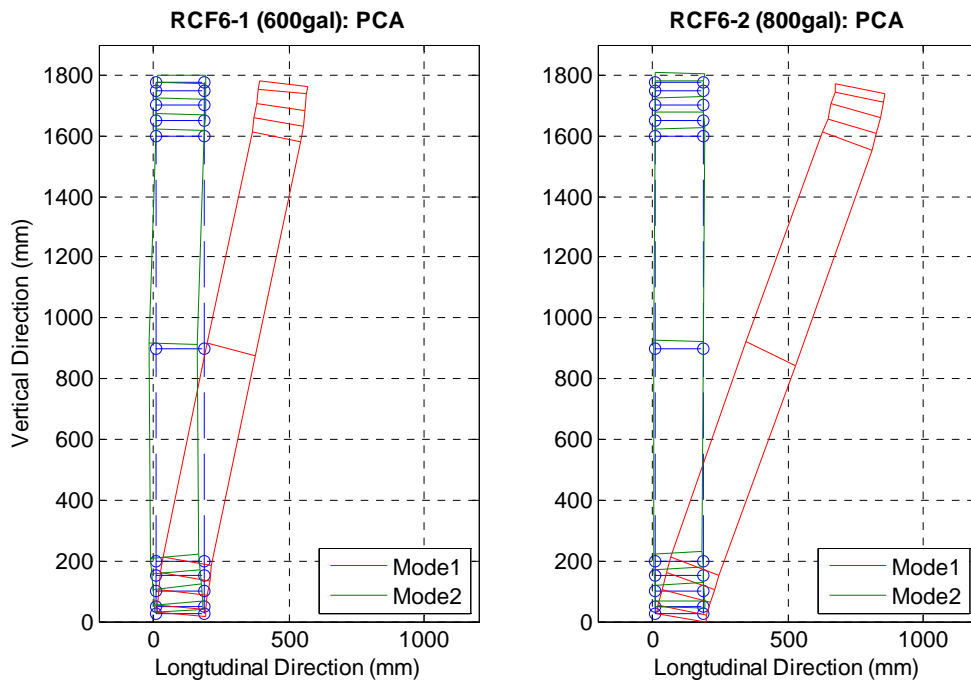 RCF6-1 (600gal): PCA
1800
1600
1400
1200
1000
800
600
400
200
0
Vertical Direction (mm)
0
500
1000
Longtudinal Direction (mm)
Mode1
Mode2
RCF6-2 (800gal): PCA
1800
1600
1400
1200
1000
800
600
400
200
0
0
500
1000
Longtudinal Direction (mm)
Mode1
Mode2